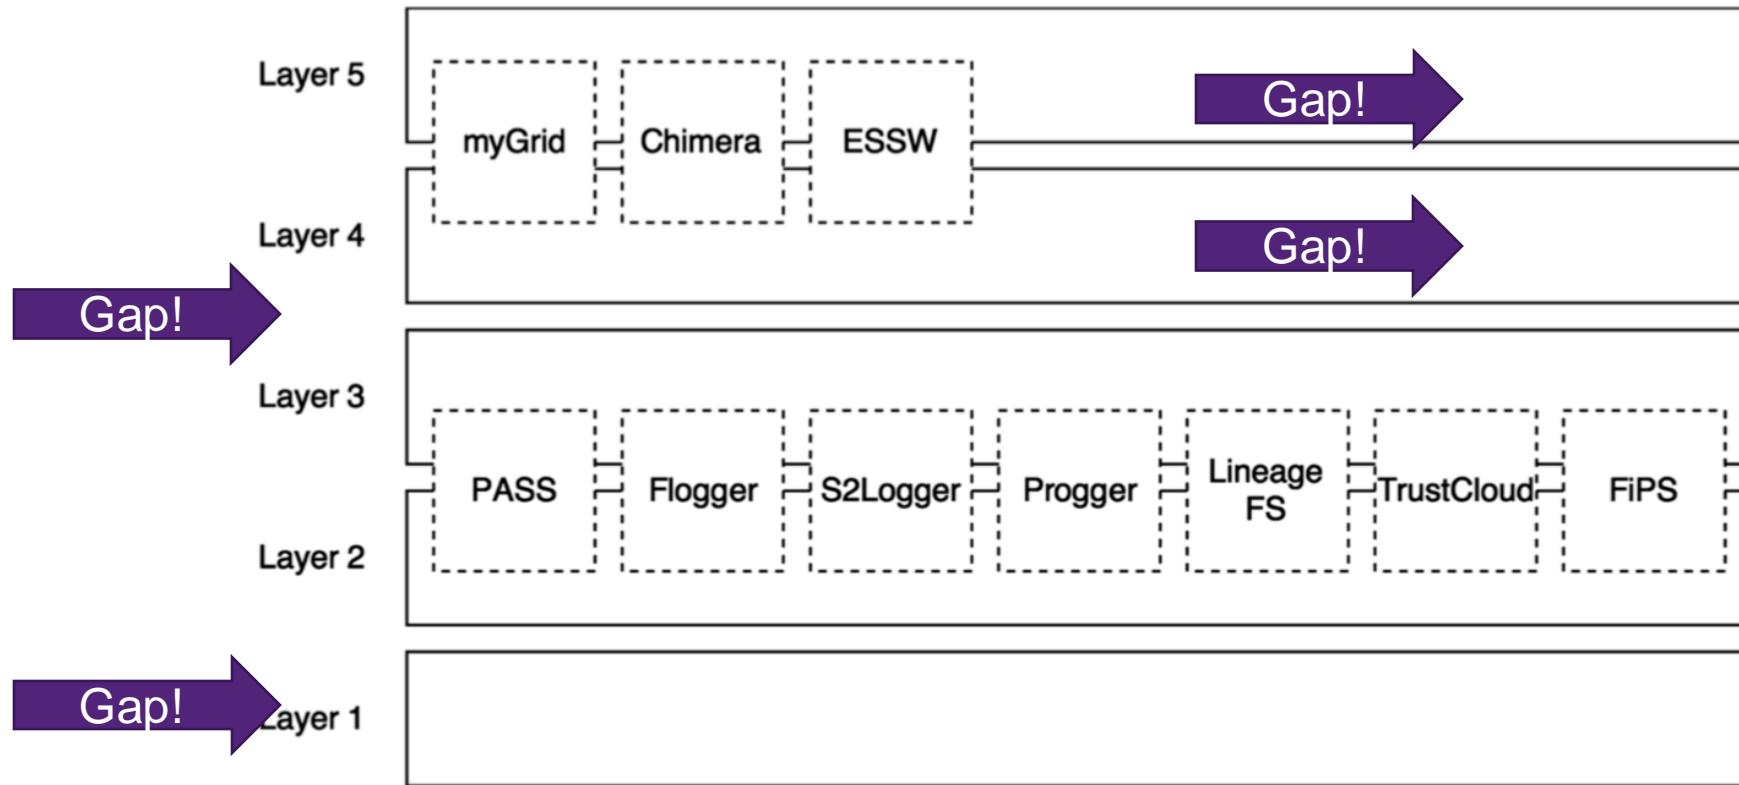 Layer 5
Gap!
myGrid
Chimera
ESSW
Layer 4
Gap!
Gap!
Layer 3
PASS
Flogger
S2Logger
Progger
Lineage
FS
TrustCloud
FiPS
Layer 2
Gap!
Layer 1